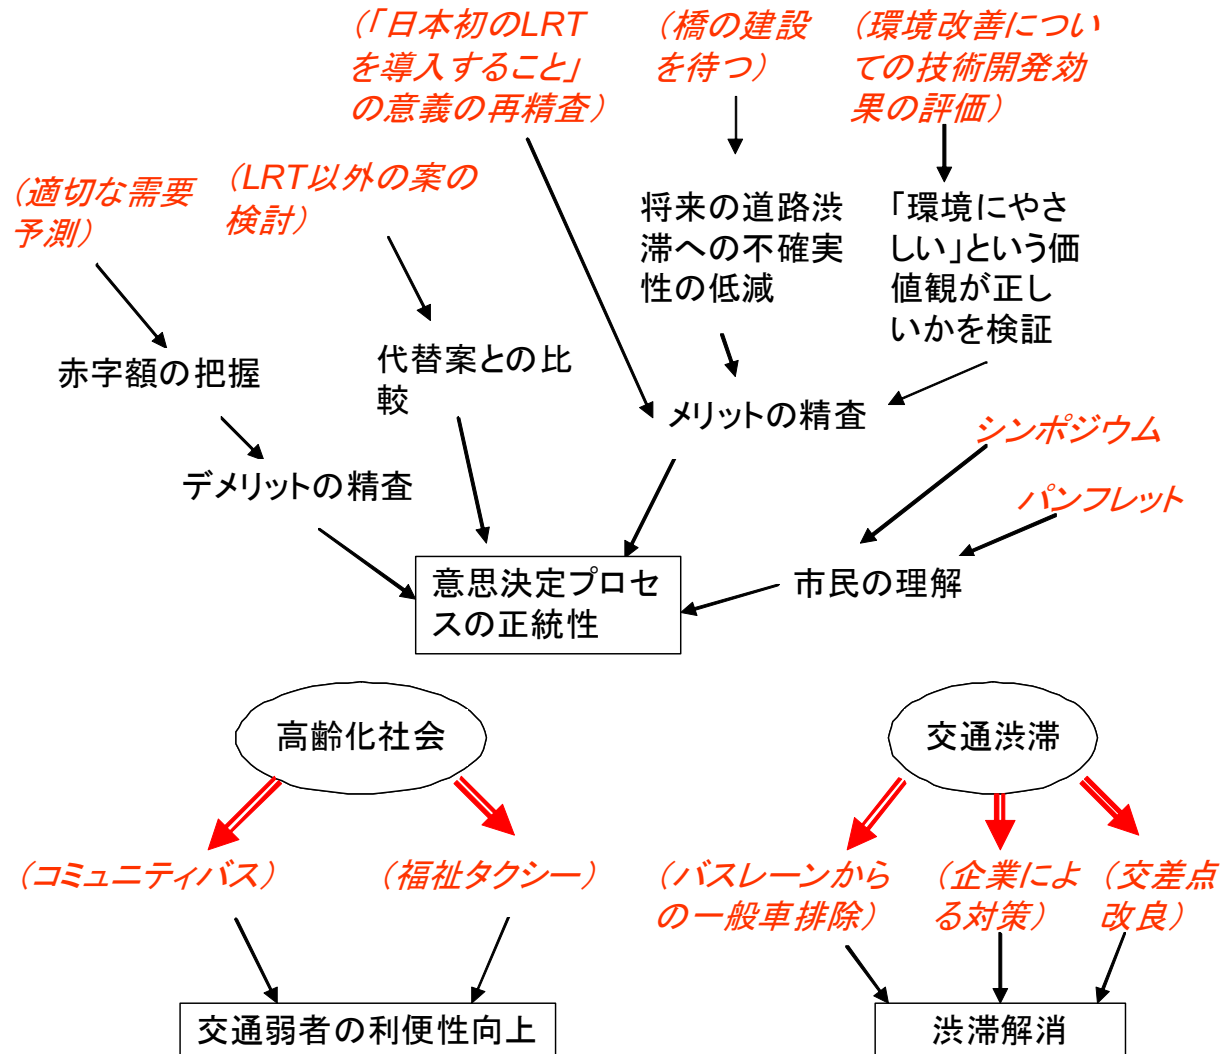 (「日本初のLRT
を導入すること」
の意義の再精査)
(橋の建設
を待つ)
(環境改善につい
ての技術開発効
果の評価)
(適切な需要
予測)
(LRT以外の案の
検討)
将来の道路渋
滞への不確実
性の低減
「環境にやさ
しい」という価
値観が正し
いかを検証
赤字額の把握
代替案との比
較
メリットの精査
シンポジウム
デメリットの精査
パンフレット
意思決定プロセ
スの正統性
市民の理解
高齢化社会
交通渋滞
(コミュニティバス)
(福祉タクシー)
(バスレーンから
の一般車排除)
(企業によ
る対策)
(交差点
改良)
交通弱者の利便性向上
渋滞解消